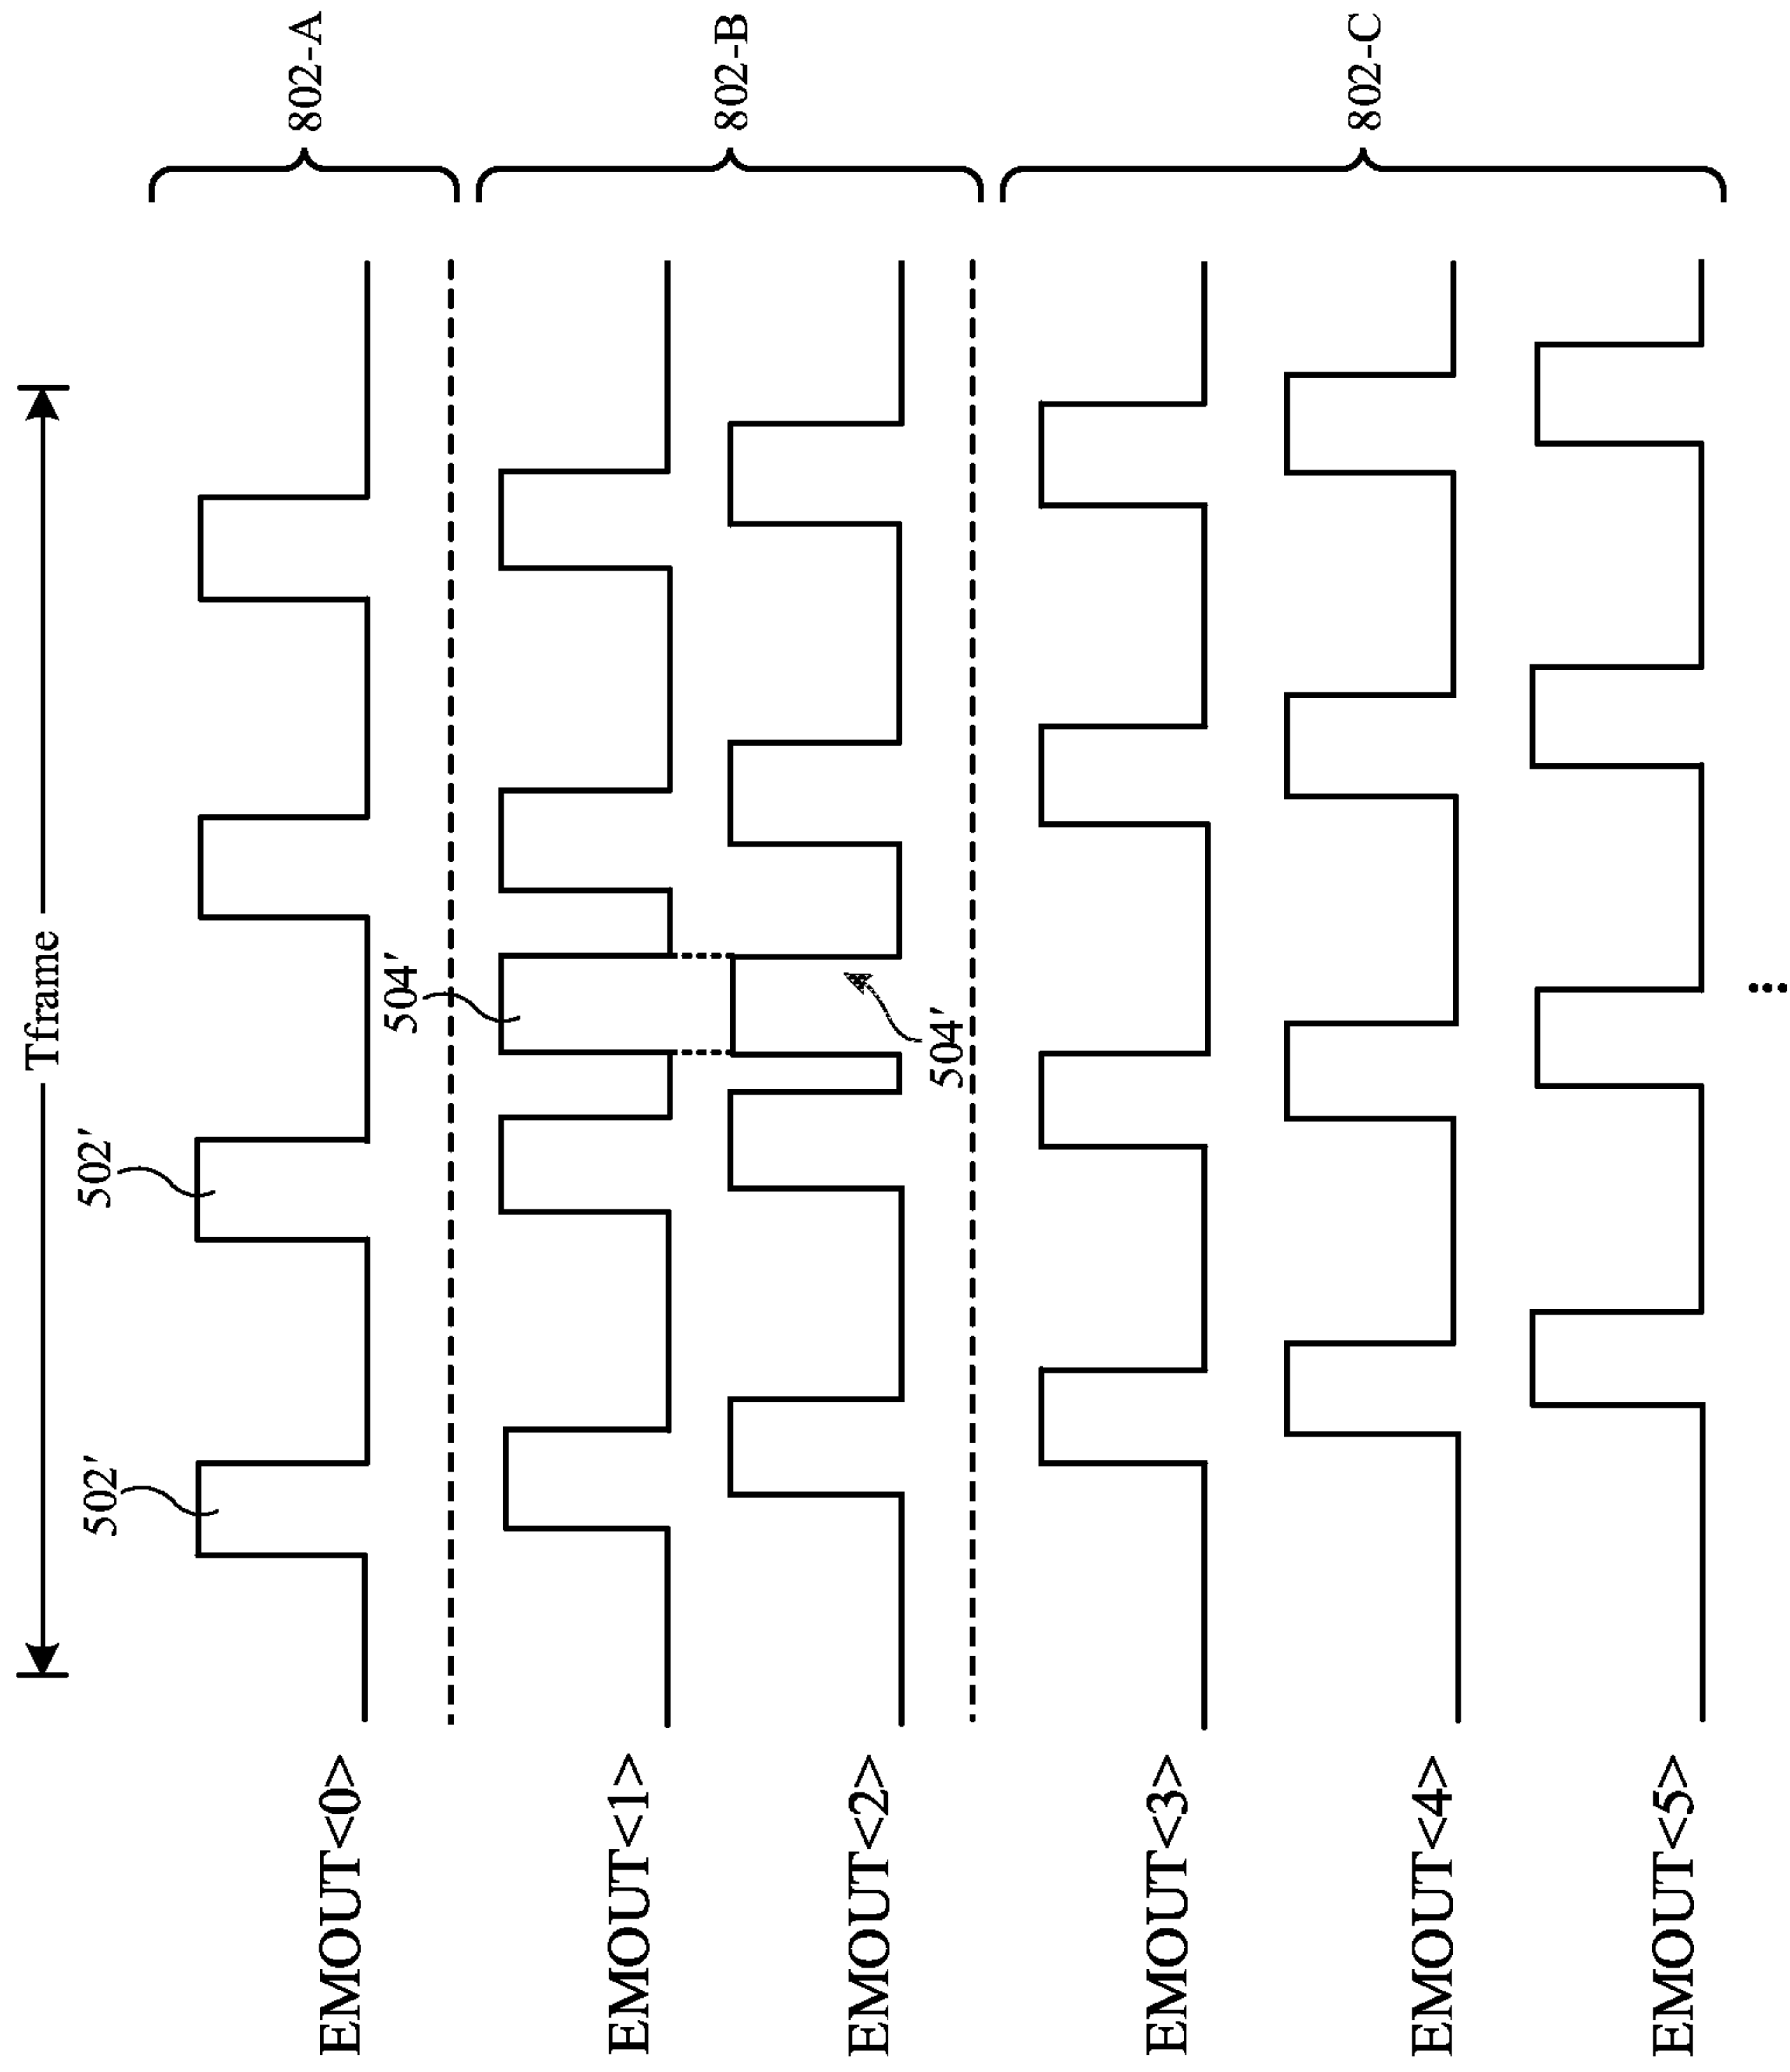 Tframe
502′
502′
EMOUT<0>
802-A
504′
EMOUT<1>
802-B
EMOUT<2>
504′
EMOUT<3>
EMOUT<4>
802-C
EMOUT<5>